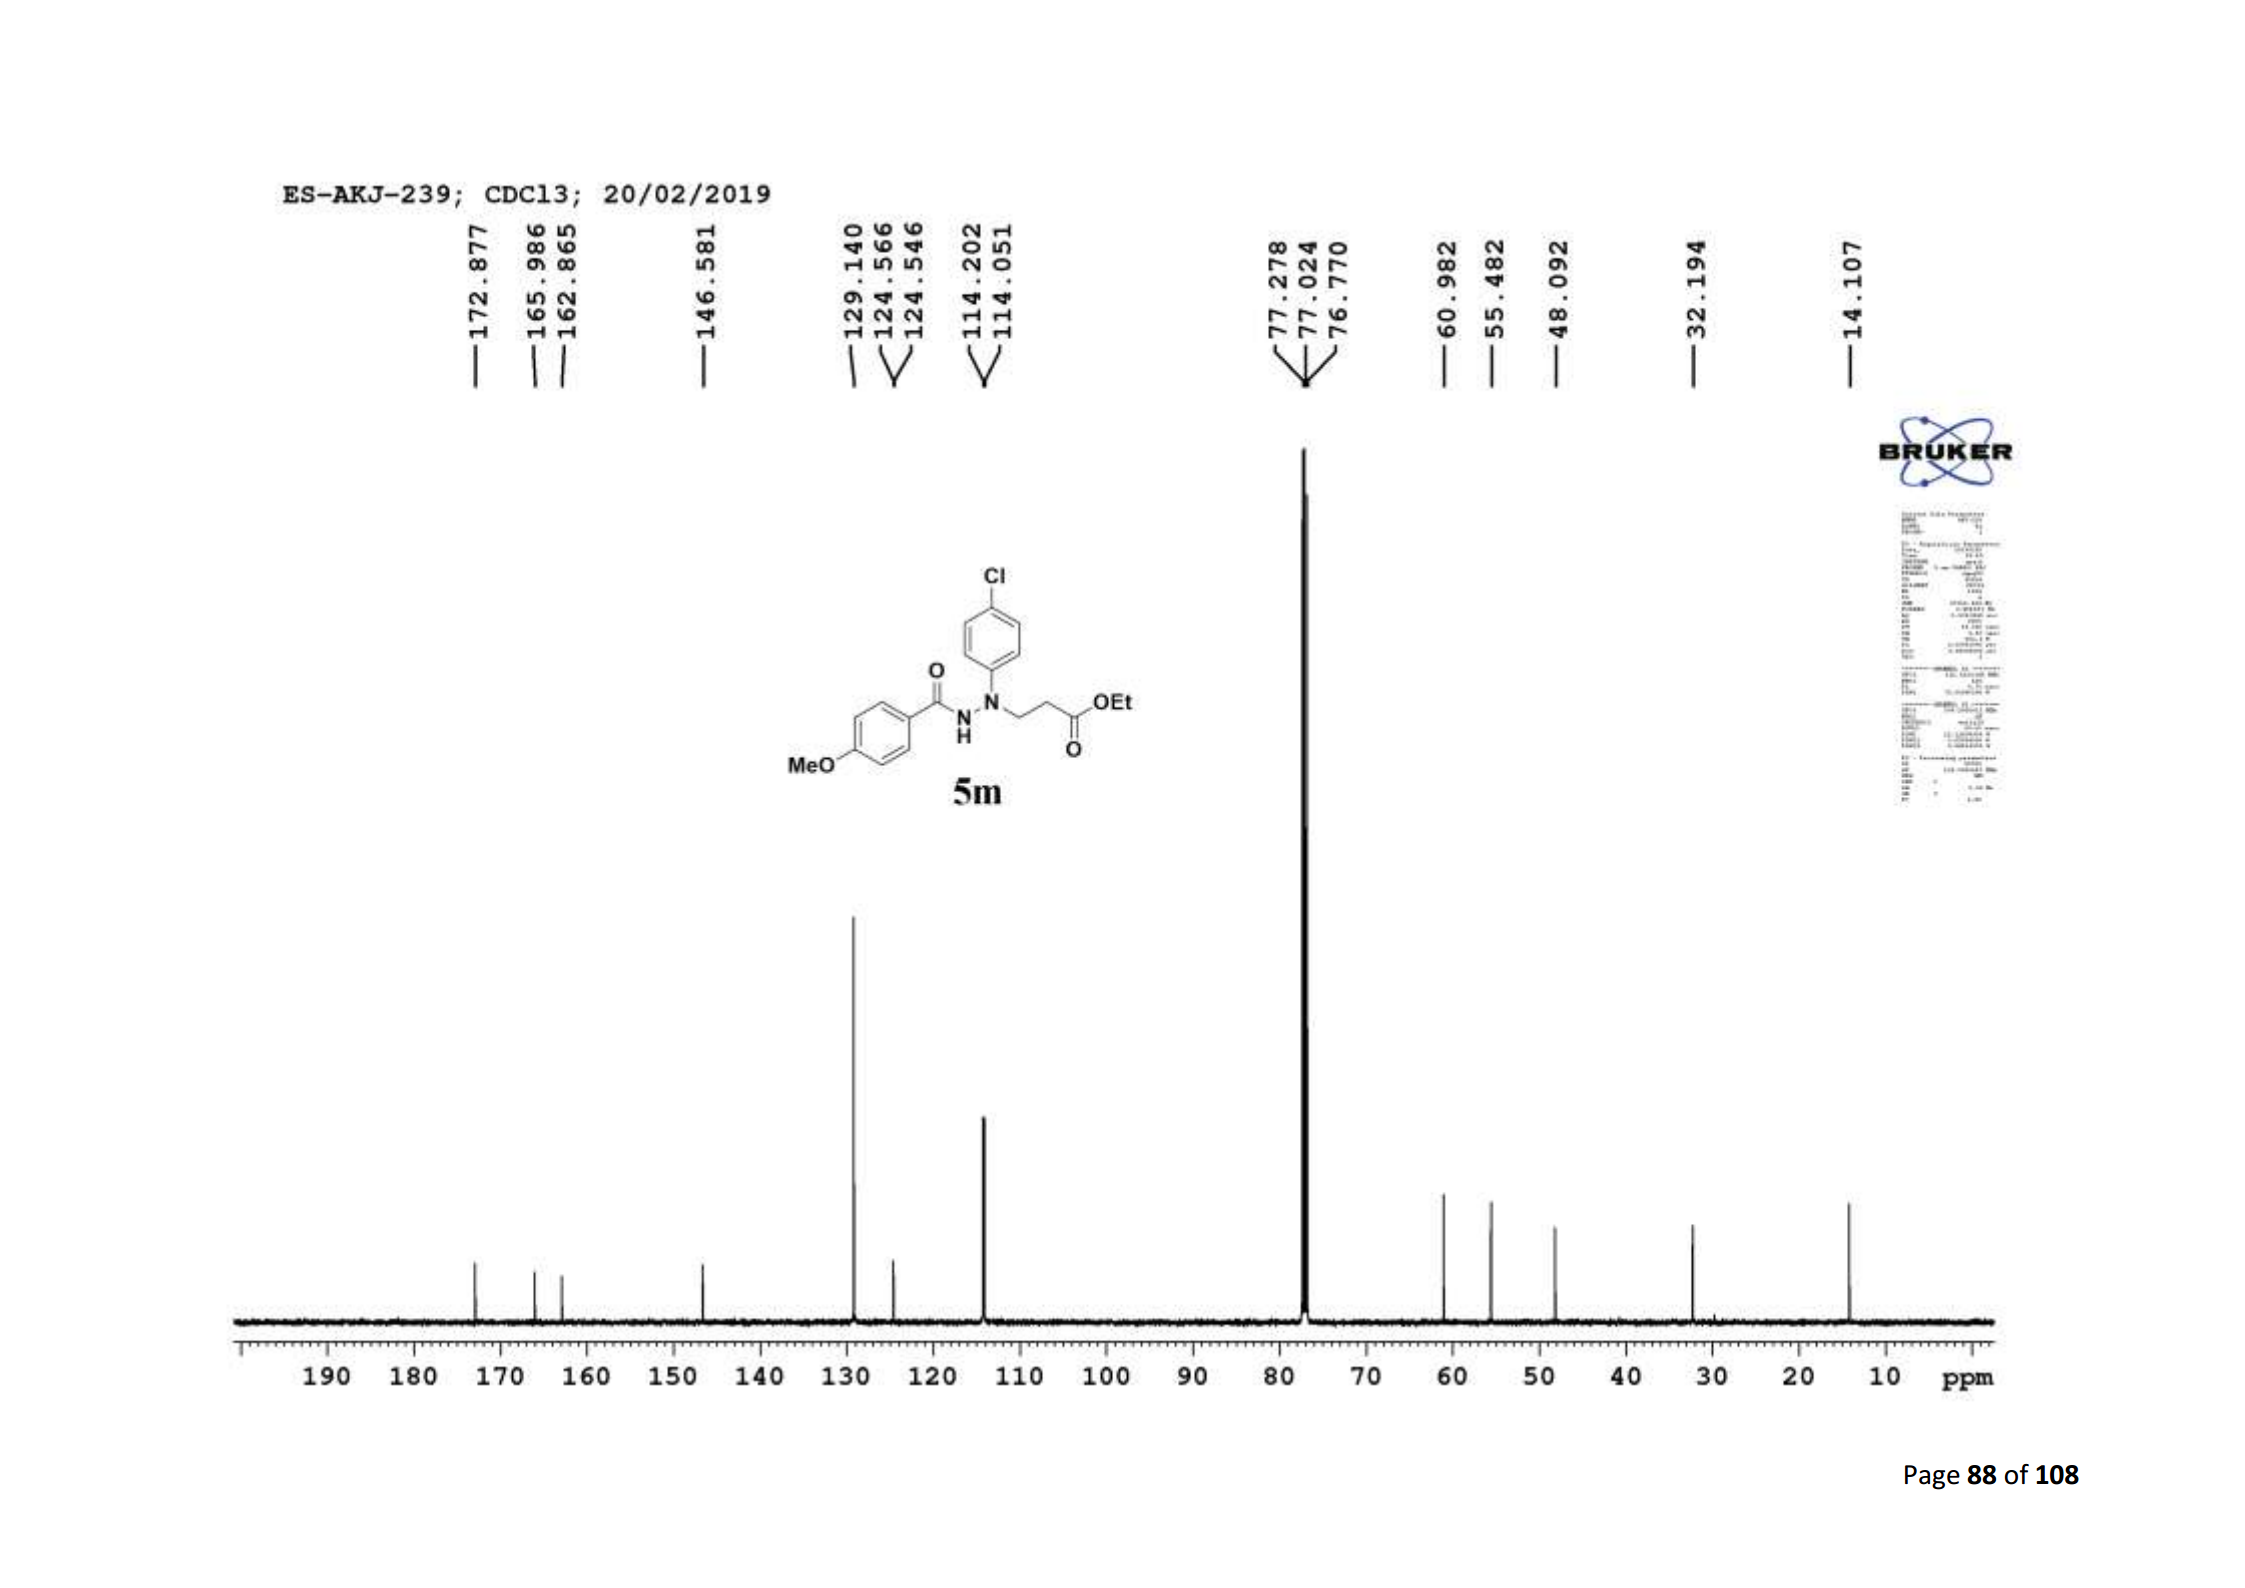 ES-AKJ-239; CDCl3; 20/02/2019
172.877
165.986
162.865
146.581
129.140
124.566
124.546
114.202
114.051
77.278
77.024
76.770
60.982
55.482
48.092
32.194
14.107
BRUKER
Cl
O
N
OEt
N
H
O
MeO
5m
190 180 170 160 150 140 130 120 110 100 90 80 70 60 50 40 30 20 10 ppm
Page 88 of 108